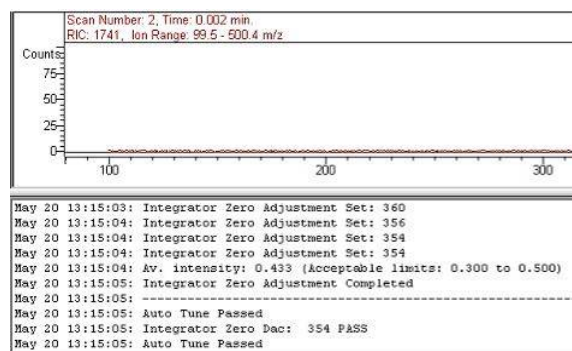 Scan Number: 2, Time: 0.002 min.
RIC: 1741, Ion Range: 99.5 - 500.4 m/z
Counts
75
50
25
0
100 200 300
May 20 13:15:03: Integrator Zero Adjustment Set: 360
May 20 13:15:04: Integrator Zero Adjustment Set: 356
May 20 13:15:04: Integrator Zero Adjustment Set: 354
May 20 13:15:04: Integrator Zero Adjustment Set: 354
May 20 13:15:04: Av. intensity: 0.433 (Acceptable limits: 0.300 to 0.500)
May 20 13:15:05: Integrator Zero Adjustment Completed
May 20 13:15:05: --------------------------------------------------------
May 20 13:15:05: Auto Tune Passed
May 20 13:15:05: Integrator Zero Dac: 354 PASS
May 20 13:15:05: Auto Tune Passed